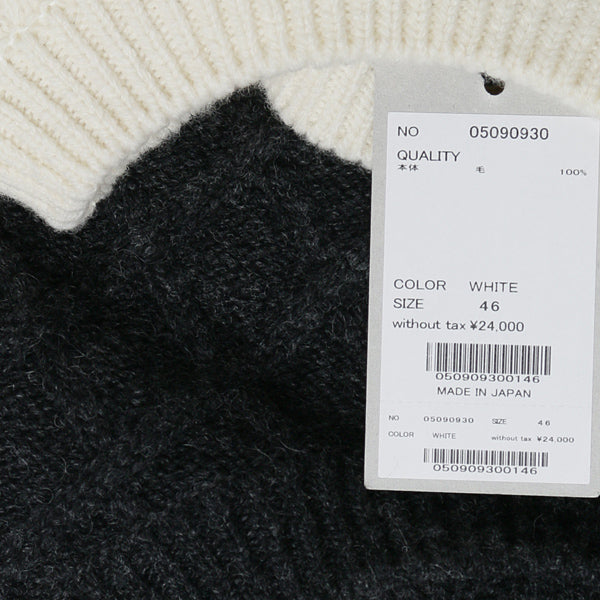 NO 05090930
QUALITY
本体 毛 100%
COLOR WHITE
SIZE 46
without tax ¥24,000
050909300146
MADE IN JAPAN
NO 05090930 SIZE 46
COLOR WHITE without tax ¥24,000
050909300146